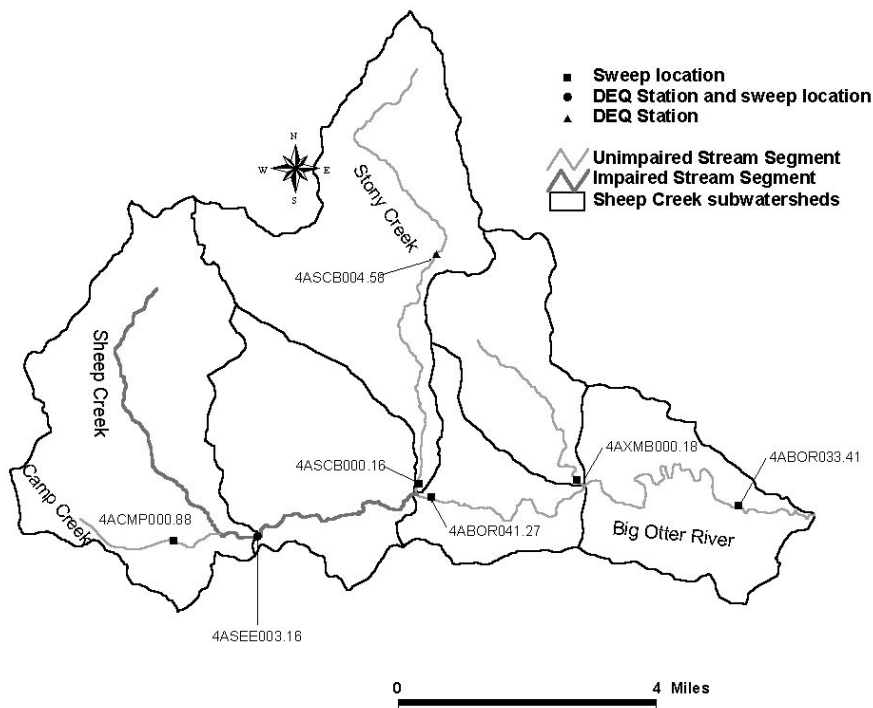 Sweep location
DEQ Station and sweep location
DEQ Station
Unimpaired Stream Segment
Impaired Stream Segment
Sheep Creek subwatersheds
N
W
E
S
Stony Creek
4ASCB004.56
Sheep Creek
4ASCB000.16
4AXMB000.18
4ABOR033.41
Camp Creek
4ACMP000.88
4ABOR041.27
Big Otter River
4ASEE003.16
0 4 Miles